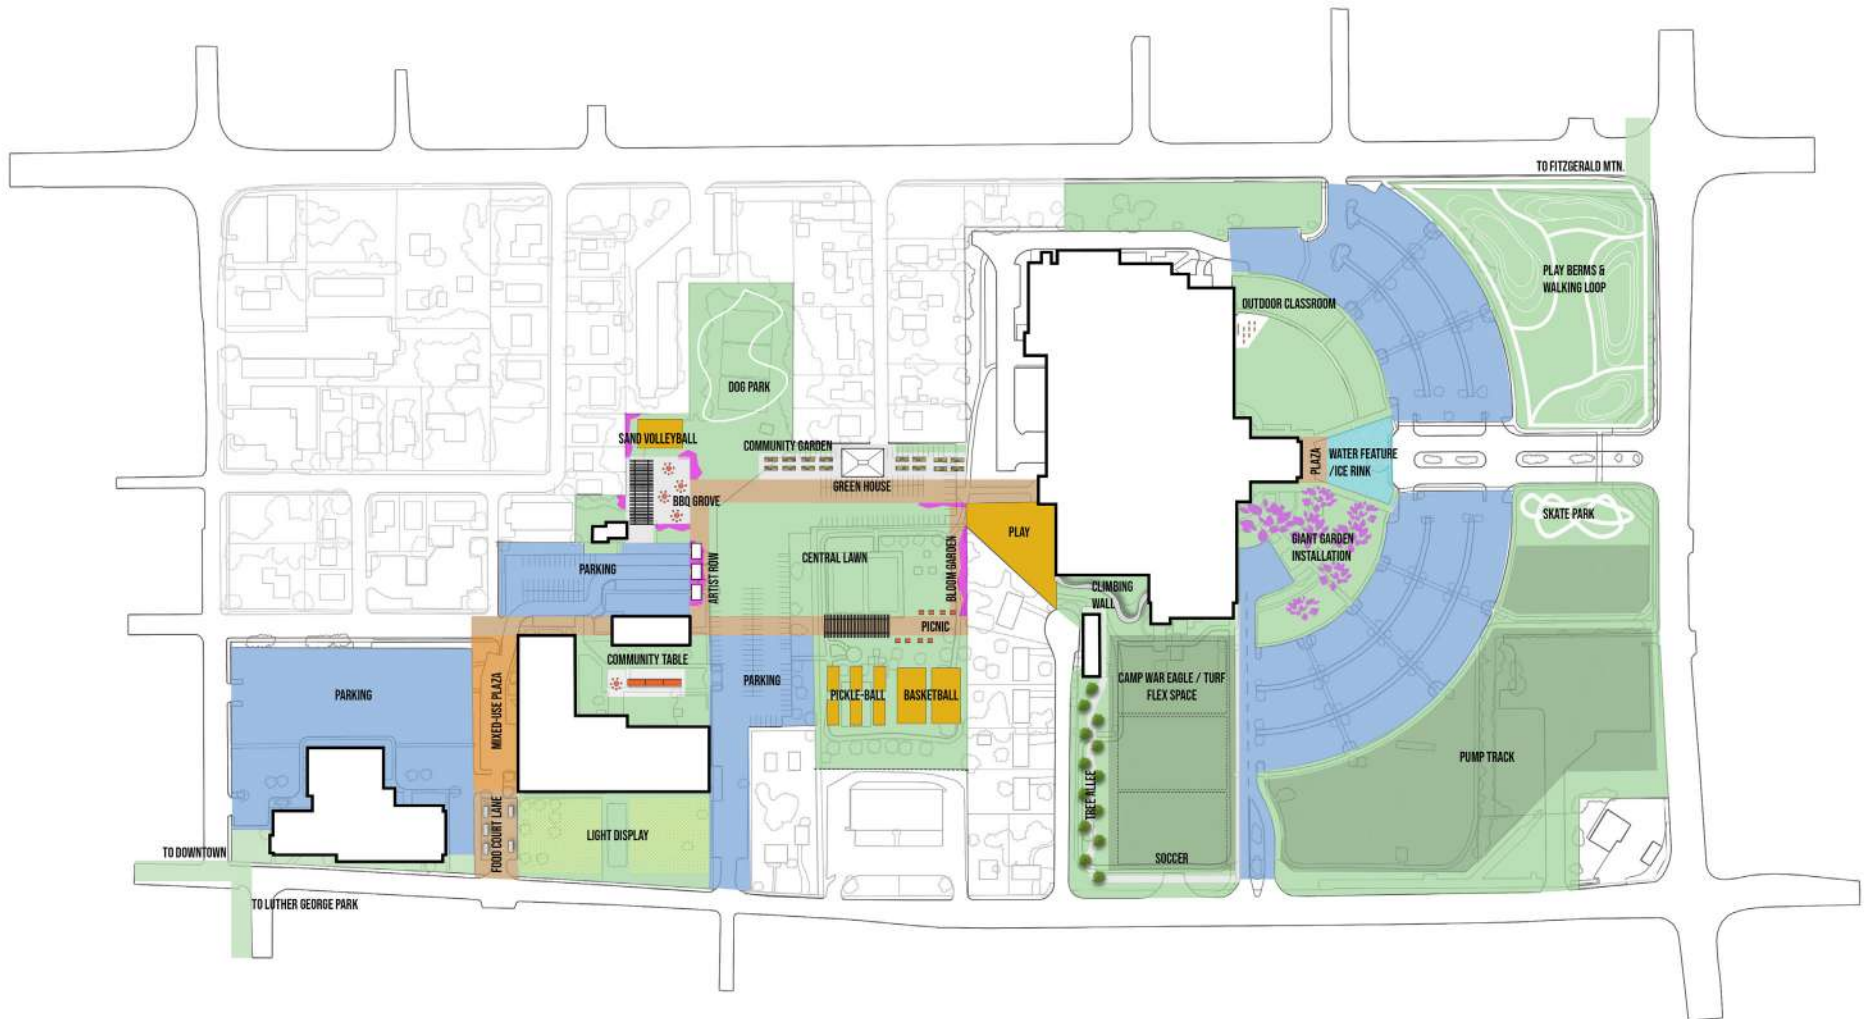 TO FITZGERALD MTN.
PLAY BERMS &
WALKING LOOP
OUTDOOR CLASSROOM
DOG PARK
SAND VOLLEYBALL
COMMUNITY GARDEN
PLAZA
WATER FEATURE
/ICE RINK
GREEN HOUSE
BBQ GROVE
SKATE PARK
PLAY
GIANT GARDEN
INSTALLATION
CENTRAL LAWN
BLOOM GARDEN
PARKING
ARTIST ROW
CLIMBING
WALL
PICNIC
COMMUNITY TABLE
PARKING
CAMP WAR EAGLE / TURF
FLEX SPACE
PARKING
MIXED-USE PLAZA
PICKLE-BALL
BASKETBALL
PUMP TRACK
TREE ALLEE
FOOD COURT LANE
LIGHT DISPLAY
TO DOWNTOWN
SOCCER
TO LUTHER GEORGE PARK